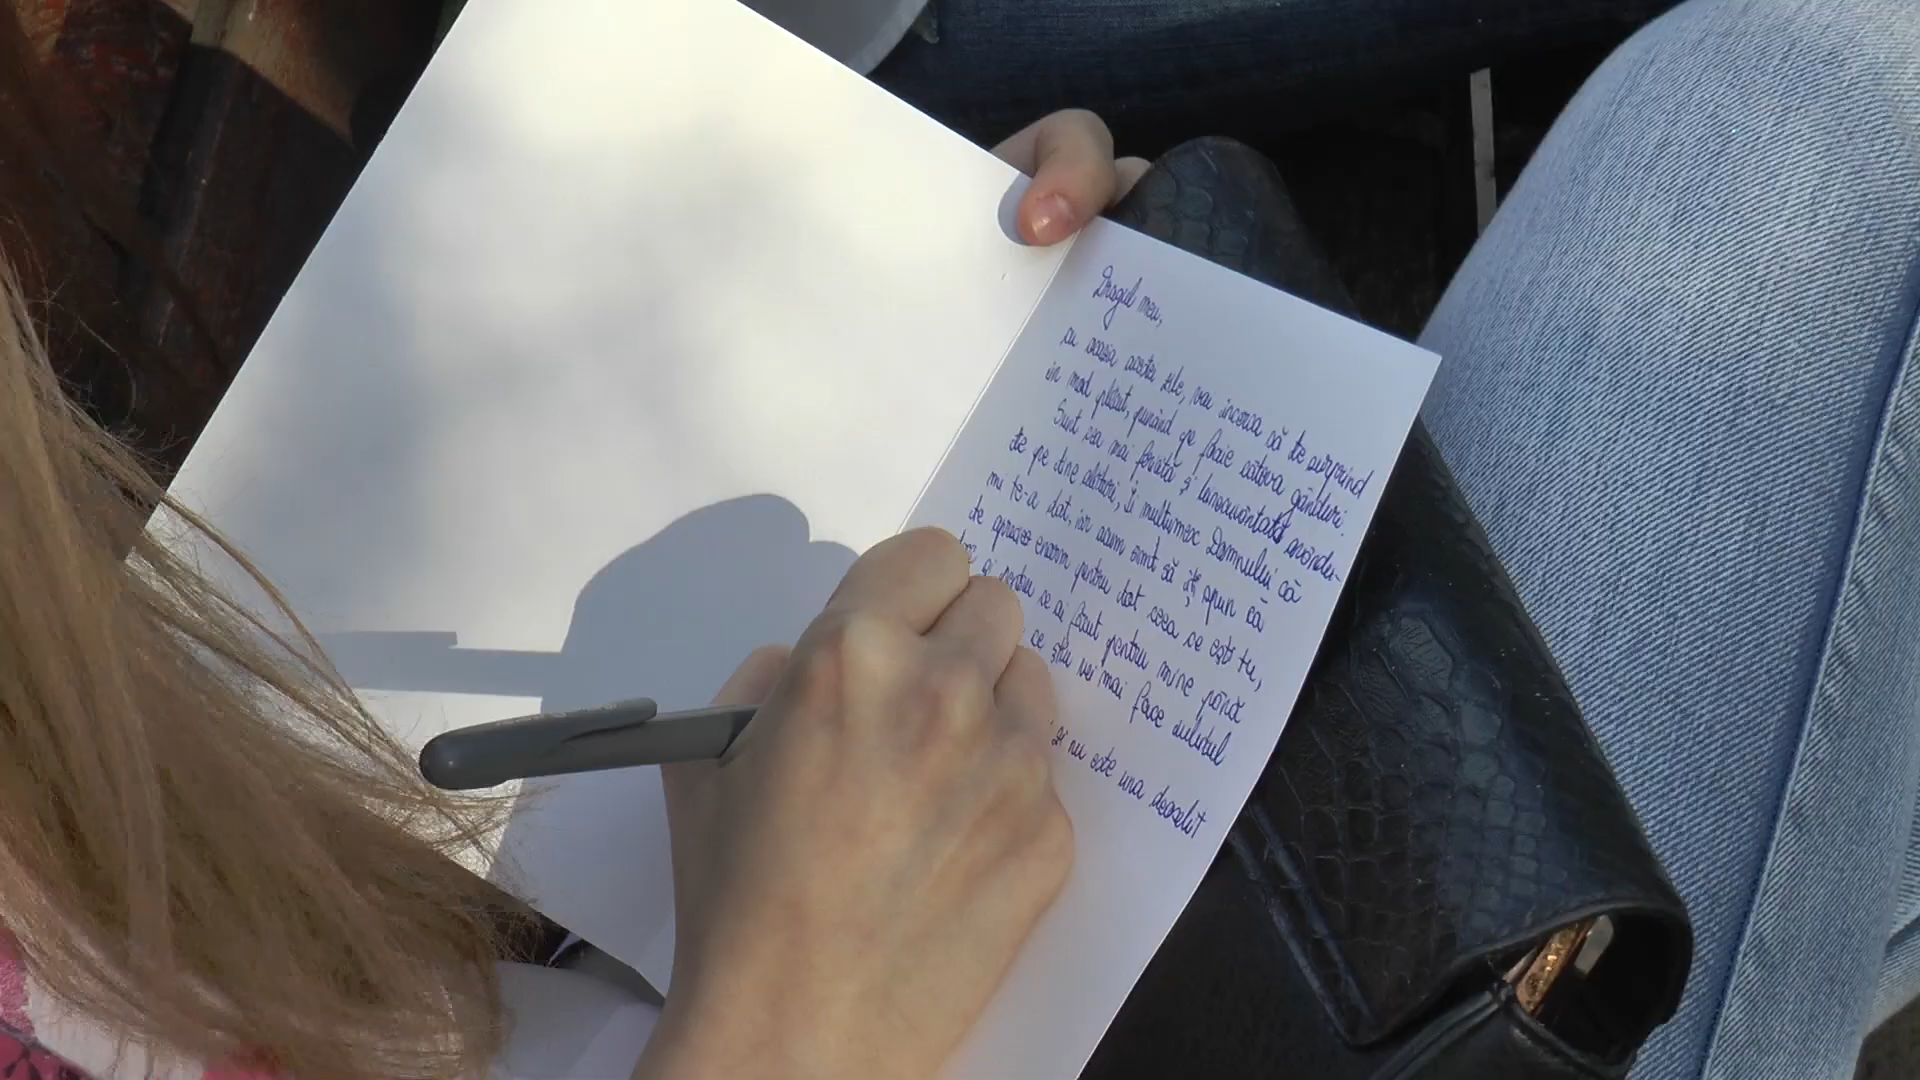 Dragul meu,
cu ocazia acestei zile, voi încerca să te surprind
în mod plăcut, punând pe foaie câteva gânduri.
Sunt cea mai fericită și binecuvântată
de pe tine alături, Îi mulțumesc Domnului că
mi te-a dat, iar acum simt să îți spun că
te apreciez enorm pentru tot ceea ce ești tu,
și pentru ce ai făcut pentru mine până
ce știu vei mai face
și nu este una deosebit